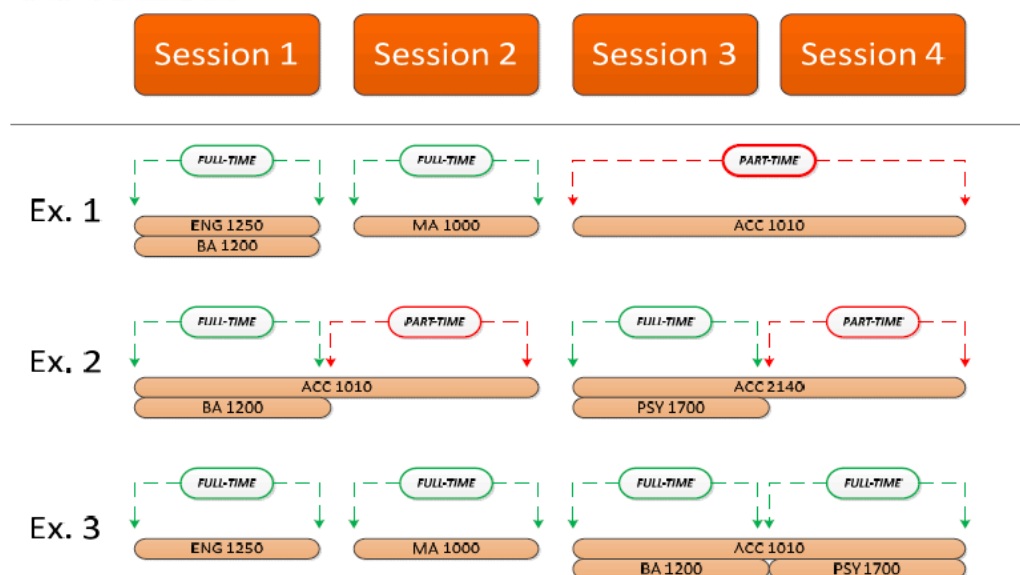 Session 1 Session 2 Session 3 Session 4
FULL-TIME FULL-TIME PART-TIME
Ex. 1
ENG 1250 MA 1000 ACC 1010
BA 1200
FULL-TIME PART-TIME FULL-TIME PART-TIME
Ex. 2
ACC 1010 ACC 2140
BA 1200 PSY 1700
FULL-TIME FULL-TIME FULL-TIME FULL-TIME
Ex. 3
ENG 1250 MA 1000 ACC 1010
BA 1200 PSY 1700